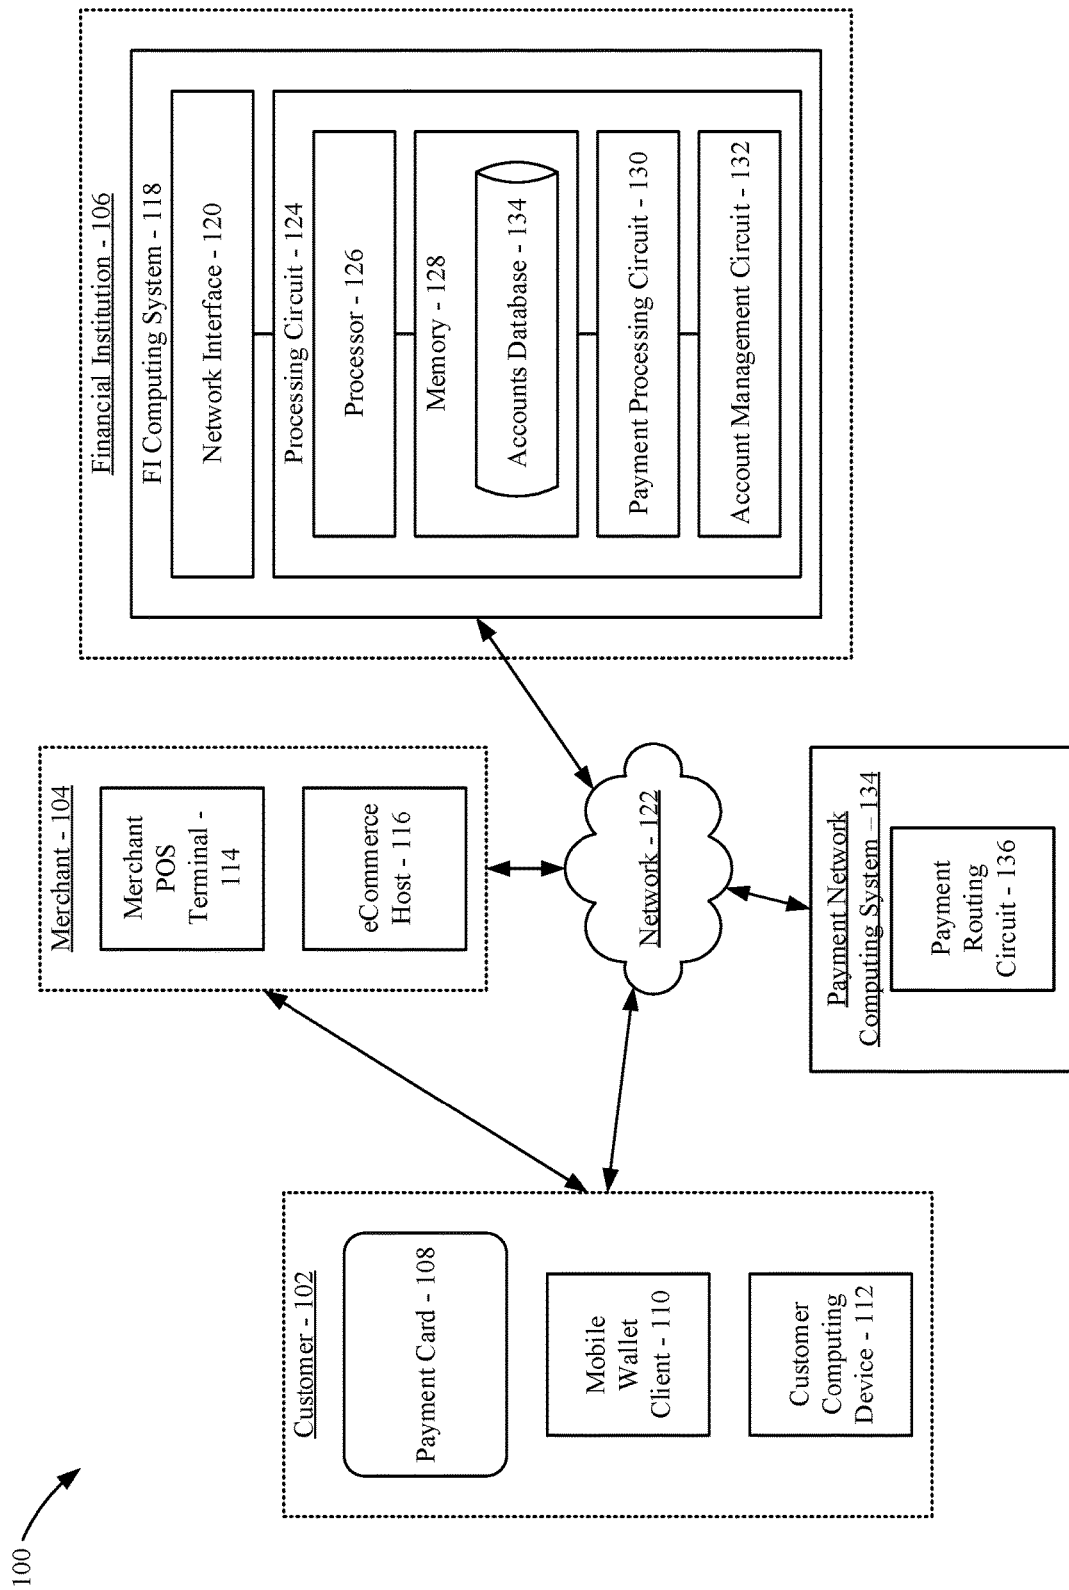 100
Customer - 102
Payment Card - 108
Mobile
Wallet
Client - 110
Customer
Computing
Device - 112
Merchant - 104
Merchant
POS
Terminal -
114
eCommerce
Host - 116
Network - 122
Payment Network
Computing System – 134
Payment
Routing
Circuit - 136
Financial Institution - 106
FI Computing System - 118
Network Interface - 120
Processing Circuit - 124
Processor - 126
Memory - 128
Accounts Database - 134
Payment Processing Circuit - 130
Account Management Circuit - 132